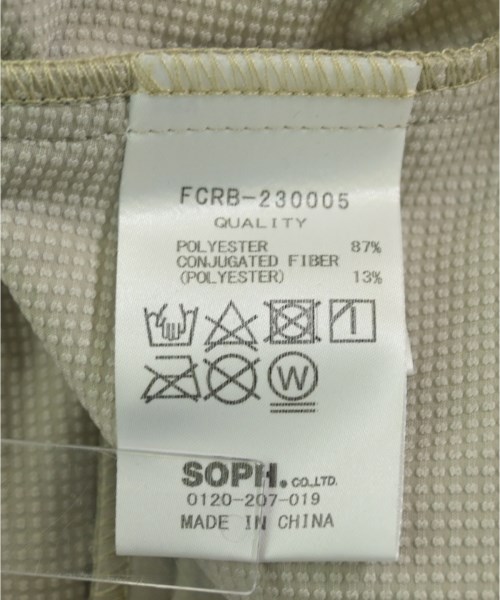 FCRB-230005
QUALITY
POLYESTER 87%
CONJUGATED FIBER
(POLYESTER) 13%
W
SOPH. CO.,LTD.
0120-207-019
MADE IN CHINA